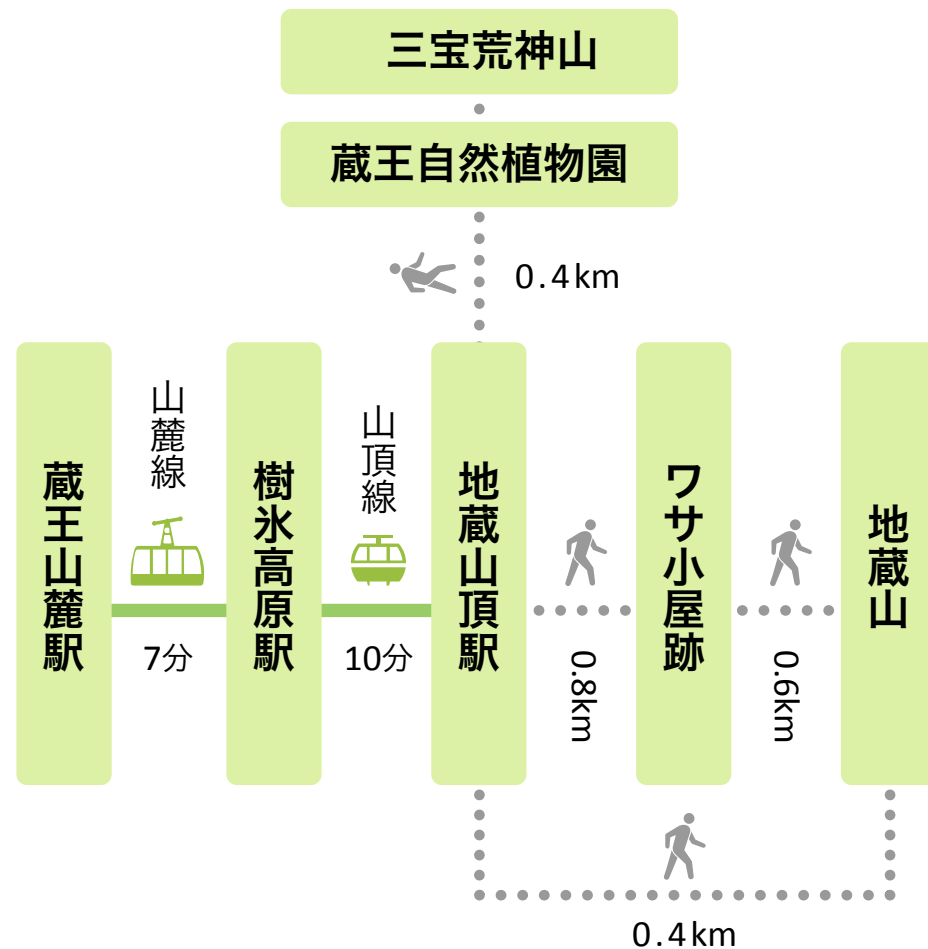 三宝荒神山
蔵王自然植物園
0.4km
蔵王山麓駅
山麓線
7分
樹氷高原駅
山頂線
10分
地蔵山頂駅
0.8km
ワサ小屋跡
0.6km
地蔵山
0.4km